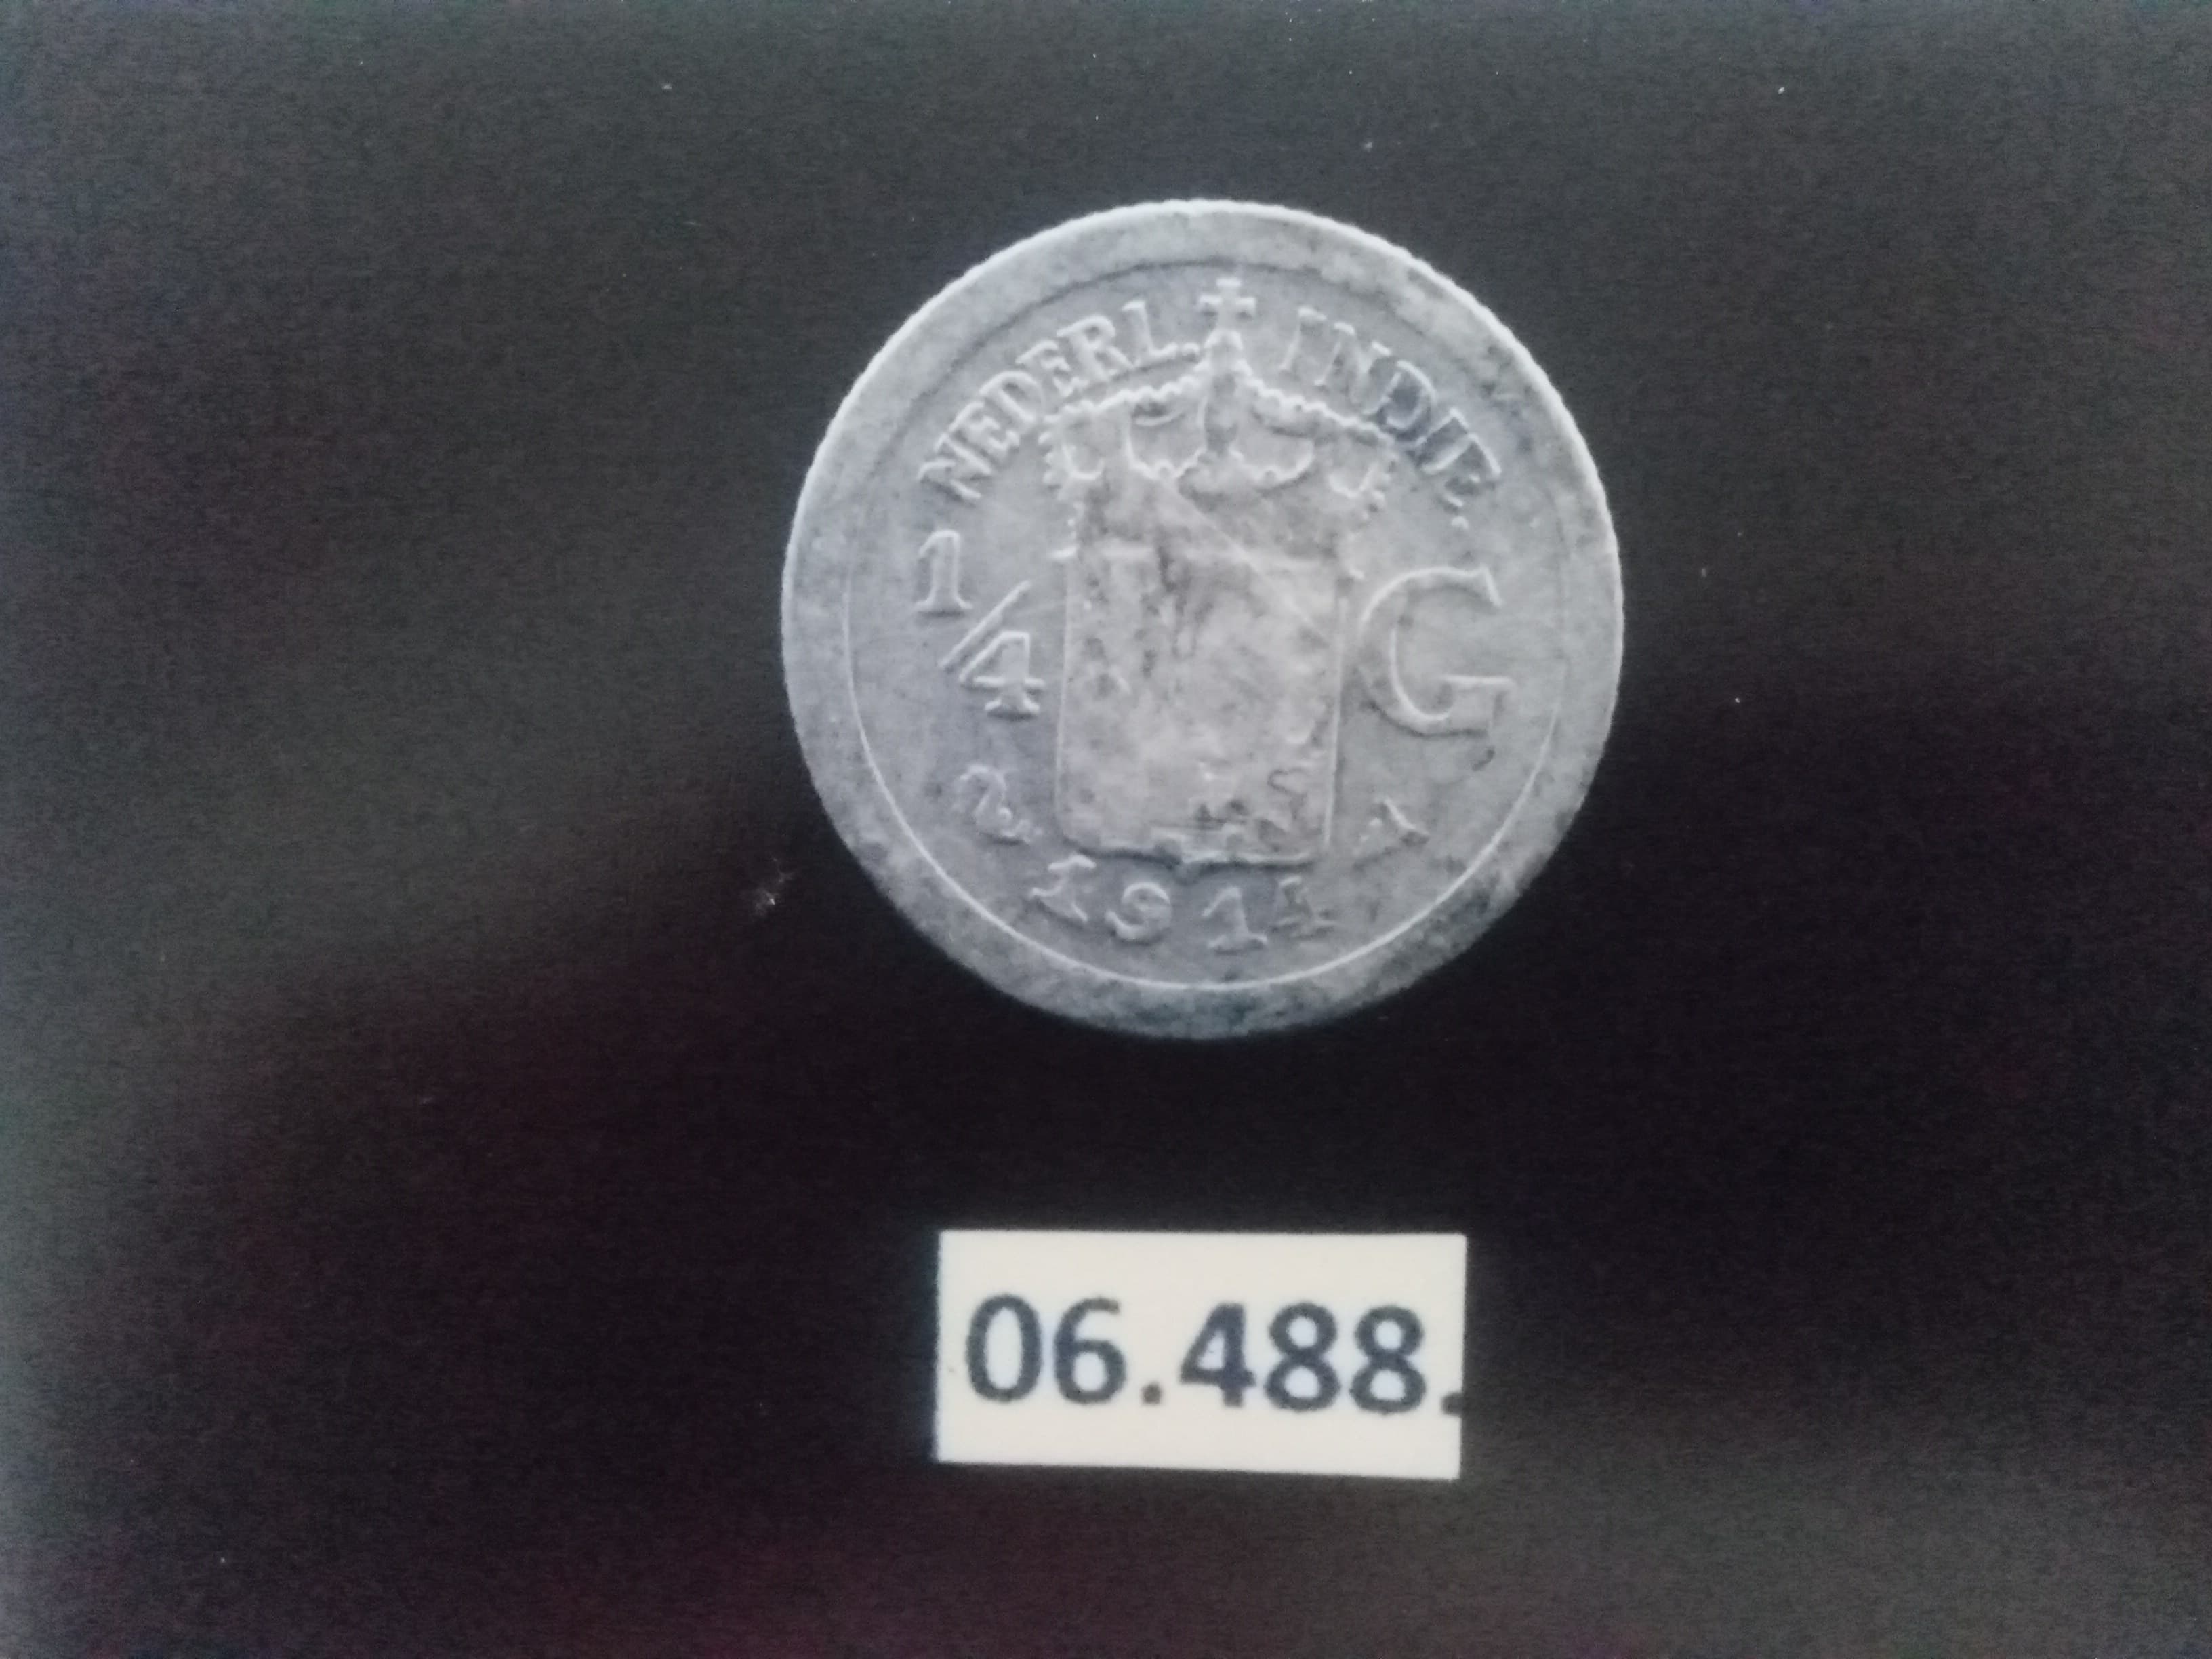 NEDERL. INDIE.
1/4 G
1914
06.488.